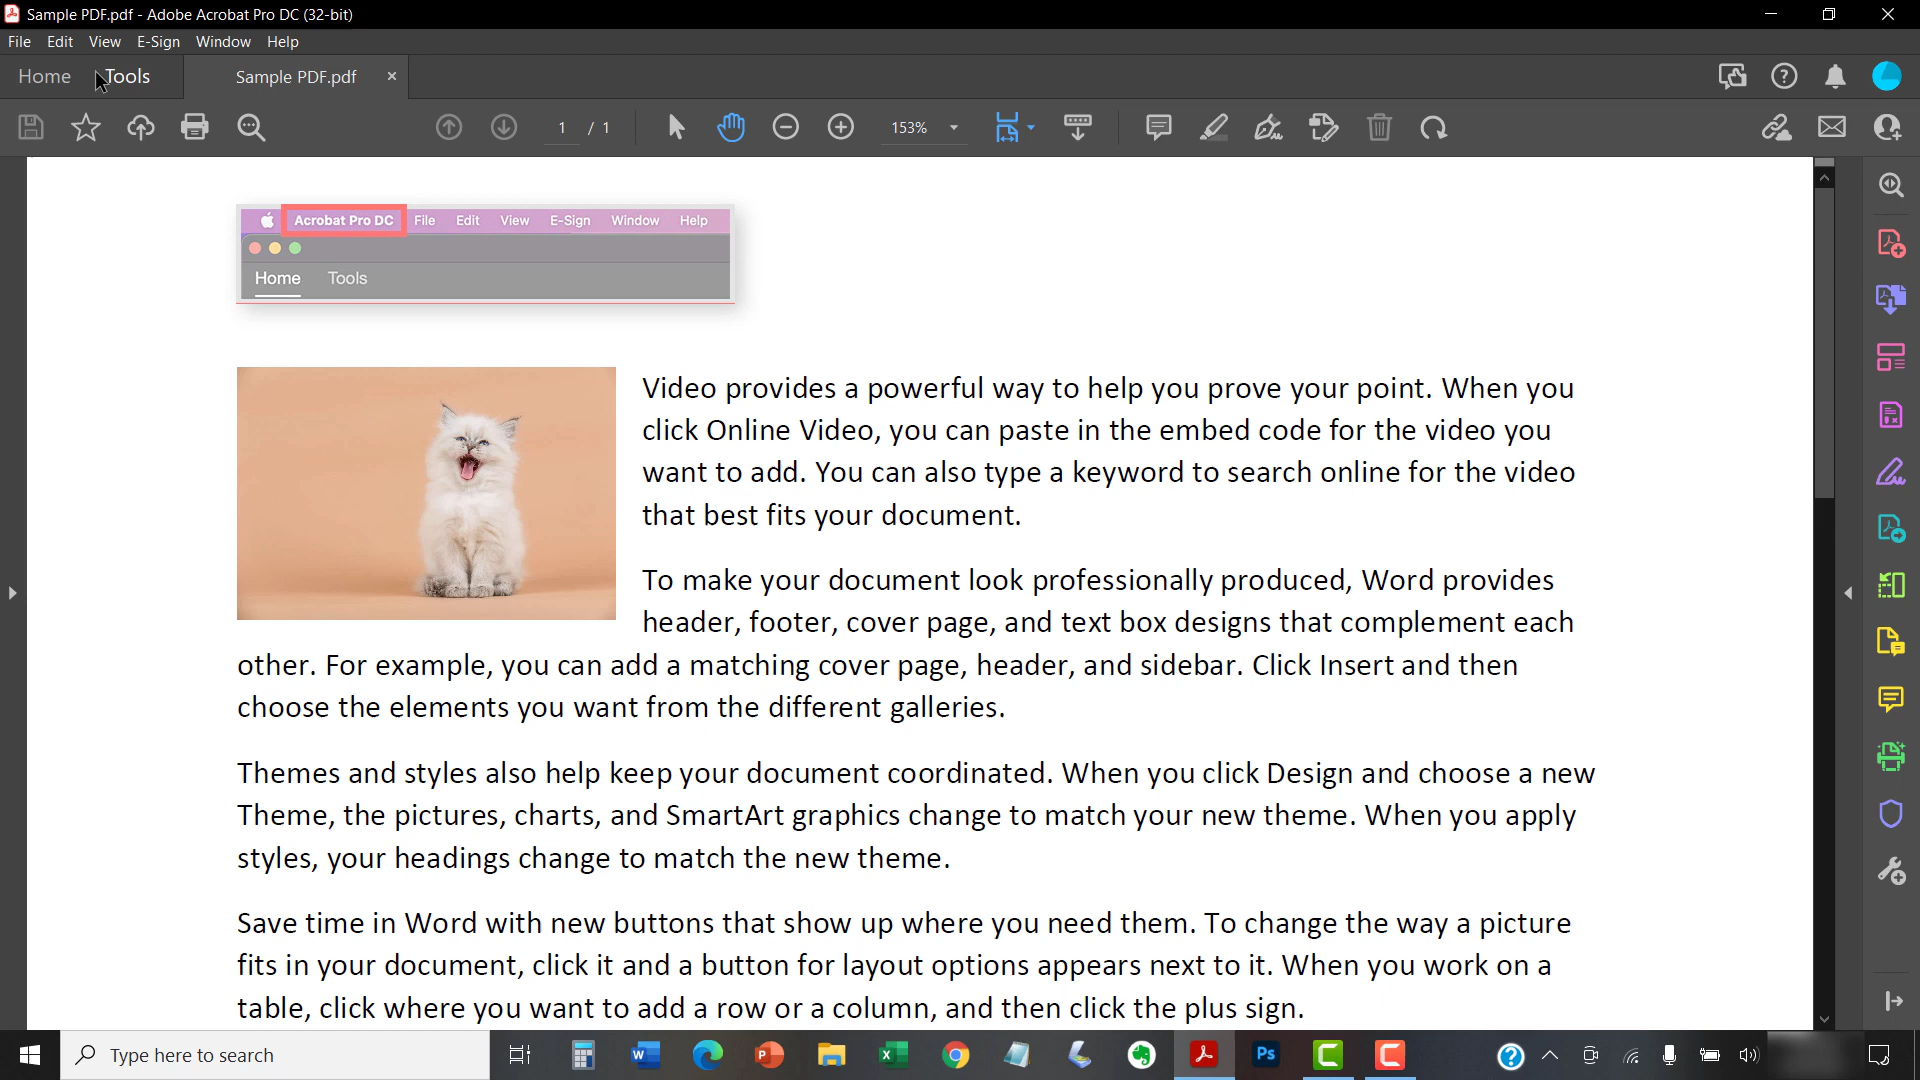 Sample PDF.pdf - Adobe Acrobat Pro DC (32-bit)
File Edit View E-Sign Window Help
Home Tools Sample PDF.pdf
1 / 1 153%
Acrobat Pro DC File Edit View E-Sign Window Help
Home Tools
Video provides a powerful way to help you prove your point. When you
click Online Video, you can paste in the embed code for the video you
want to add. You can also type a keyword to search online for the video
that best fits your document.
To make your document look professionally produced, Word provides
header, footer, cover page, and text box designs that complement each
other. For example, you can add a matching cover page, header, and sidebar. Click Insert and then
choose the elements you want from the different galleries.
Themes and styles also help keep your document coordinated. When you click Design and choose a new
Theme, the pictures, charts, and SmartArt graphics change to match your new theme. When you apply
styles, your headings change to match the new theme.
Save time in Word with new buttons that show up where you need them. To change the way a picture
fits in your document, click it and a button for layout options appears next to it. When you work on a
table, click where you want to add a row or a column, and then click the plus sign.
Type here to search